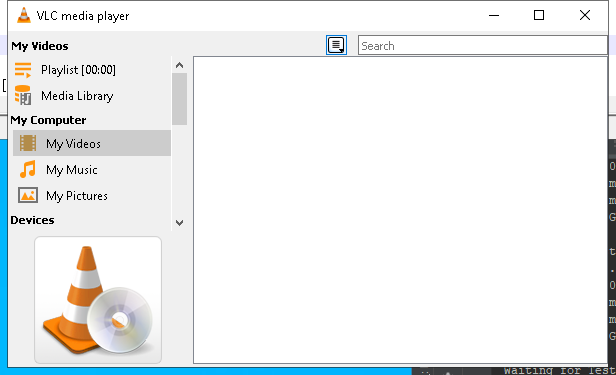 VLC media player
My Videos
Search
Playlist [00:00]
Media Library
My Computer
My Videos
My Music
My Pictures
Devices
Waiting for